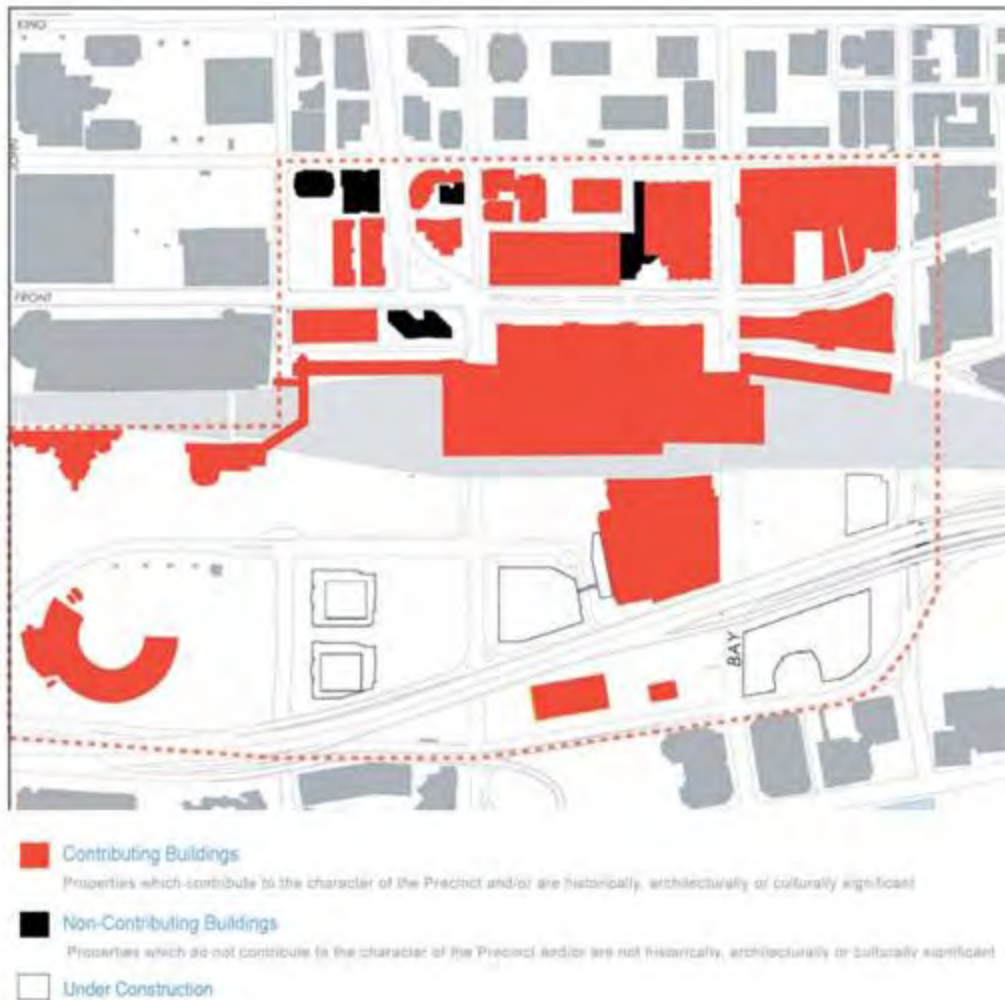 KING
JOHN
FRONT
BAY
Contributing Buildings
Properties which contribute to the character of the Precinct and/or are historically, architecturally or culturally significant
Non-Contributing Buildings
Properties which do not contribute to the character of the Precinct and/or are not historically, architecturally or culturally significant
Under Construction